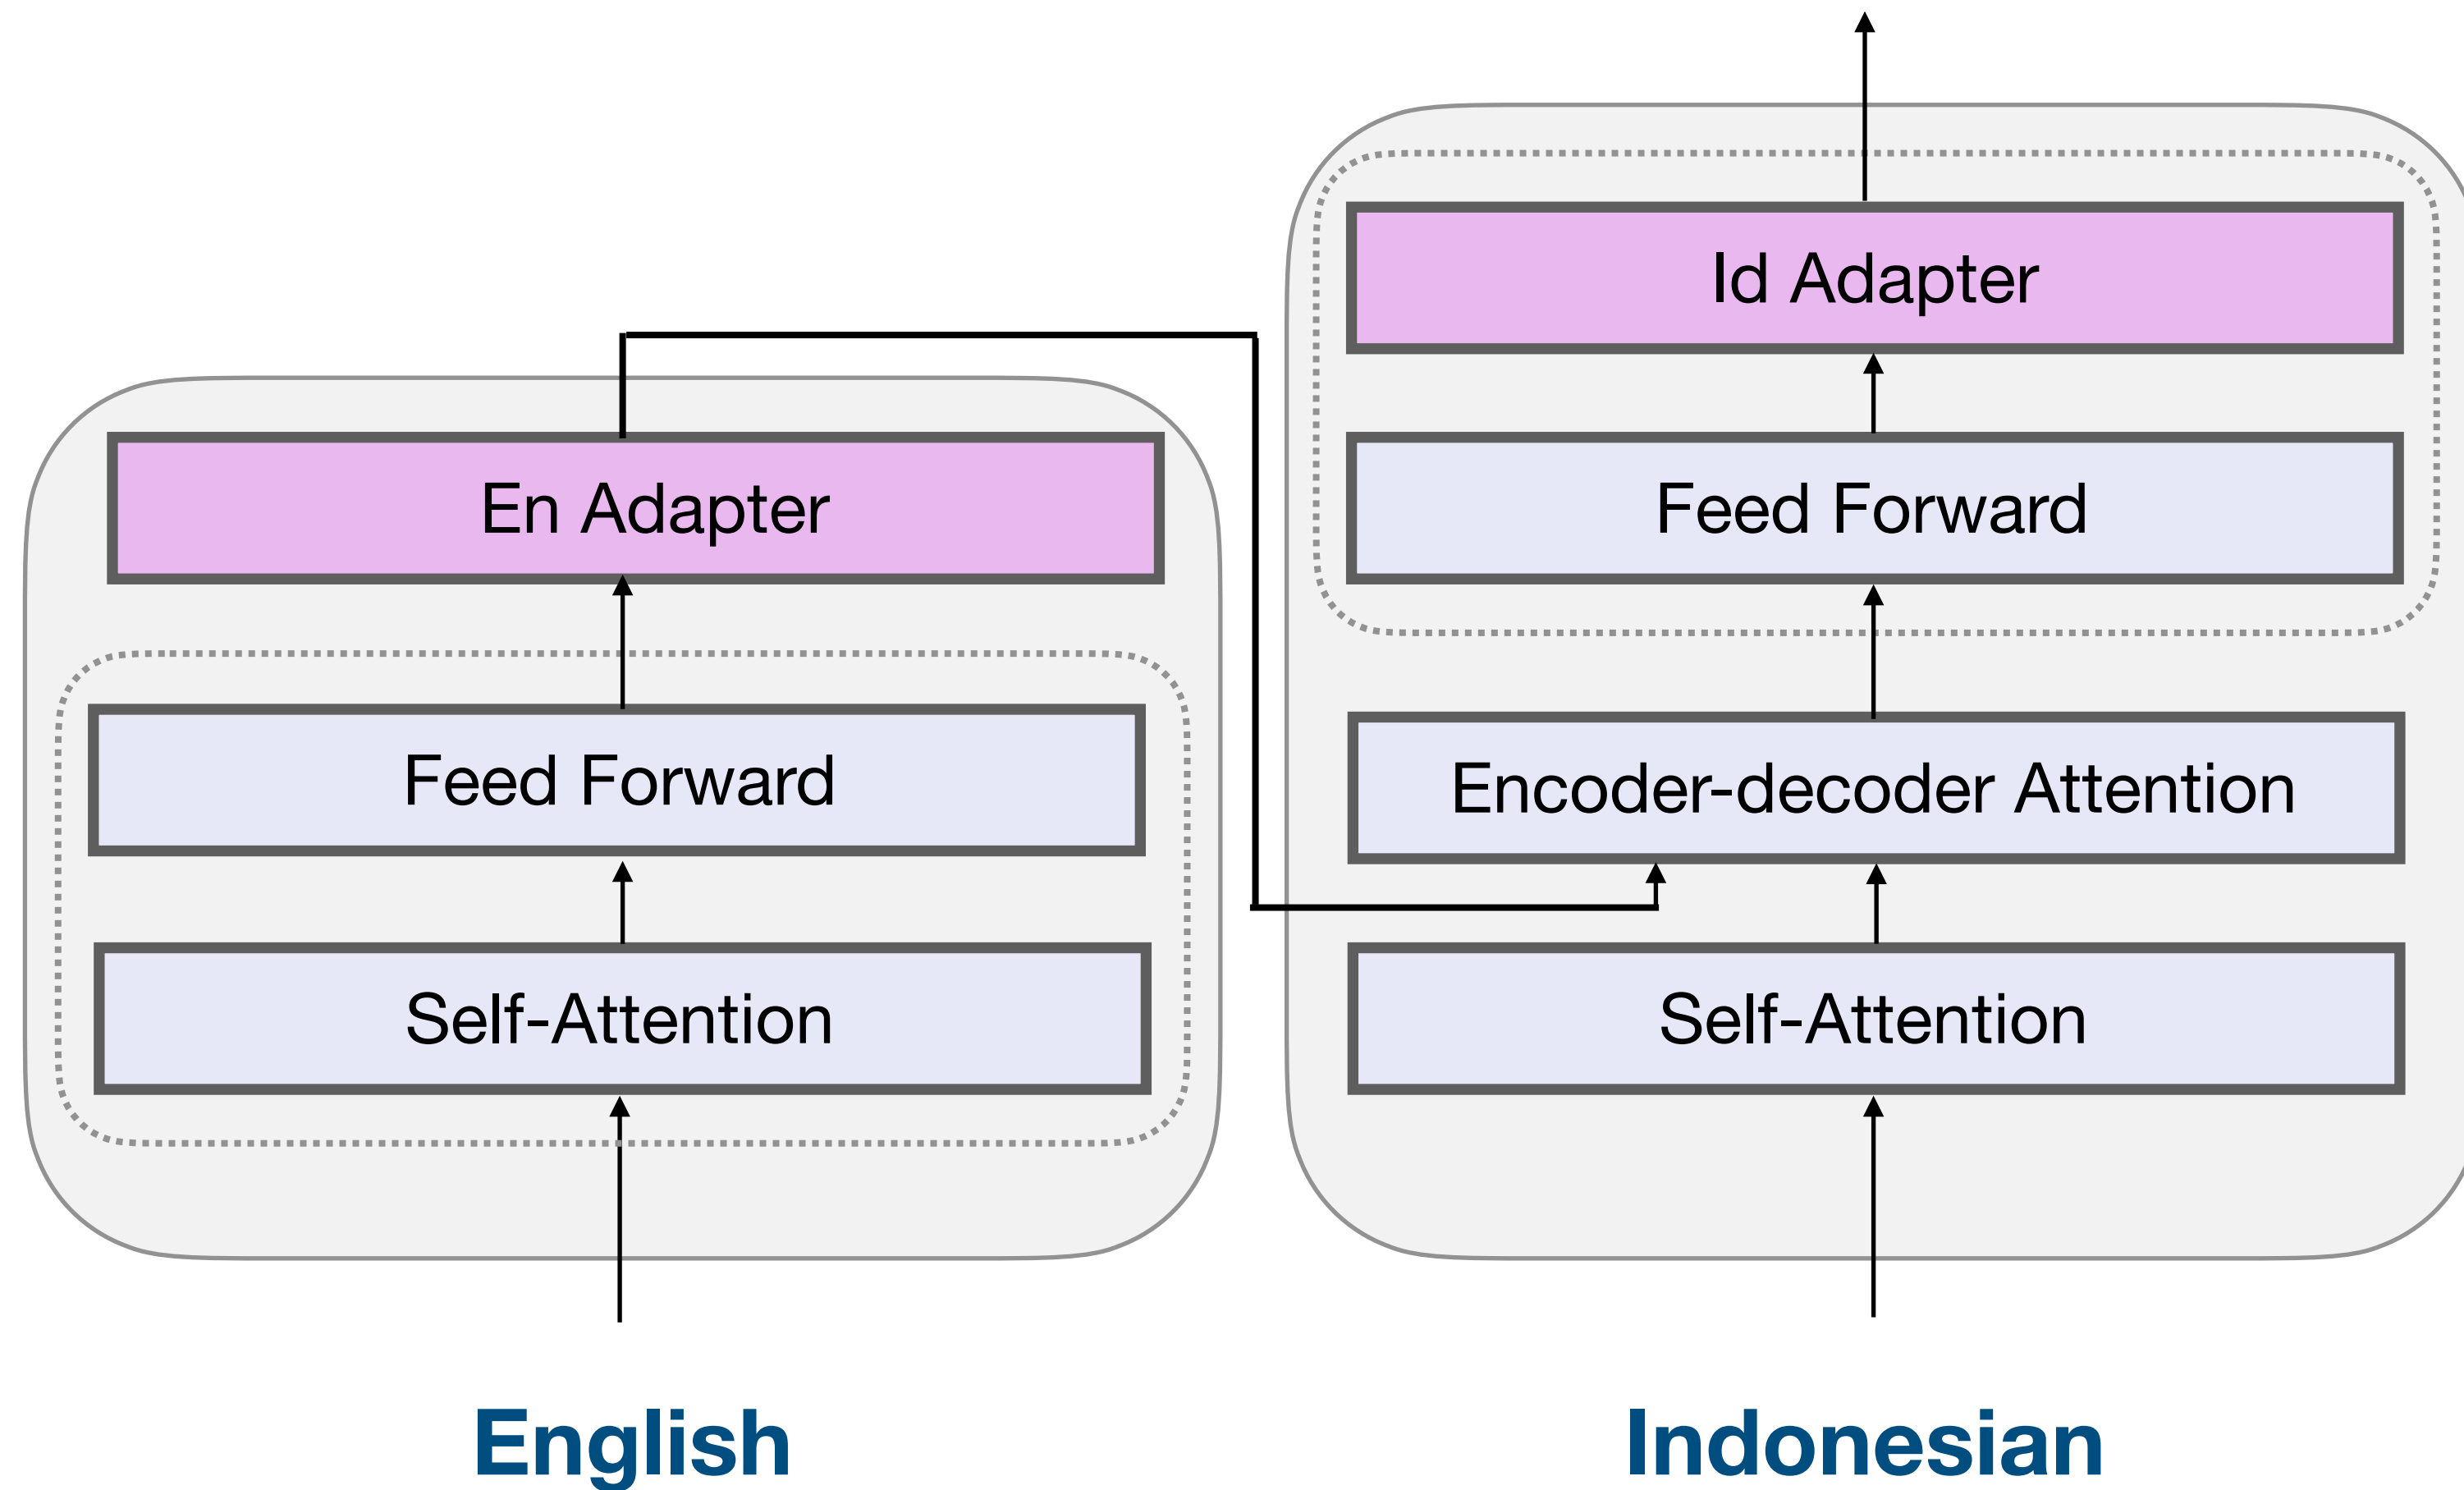 En Adapter
Feed Forward
Self-Attention
English
Id Adapter
Feed Forward
Encoder-decoder Attention
Self-Attention
Indonesian